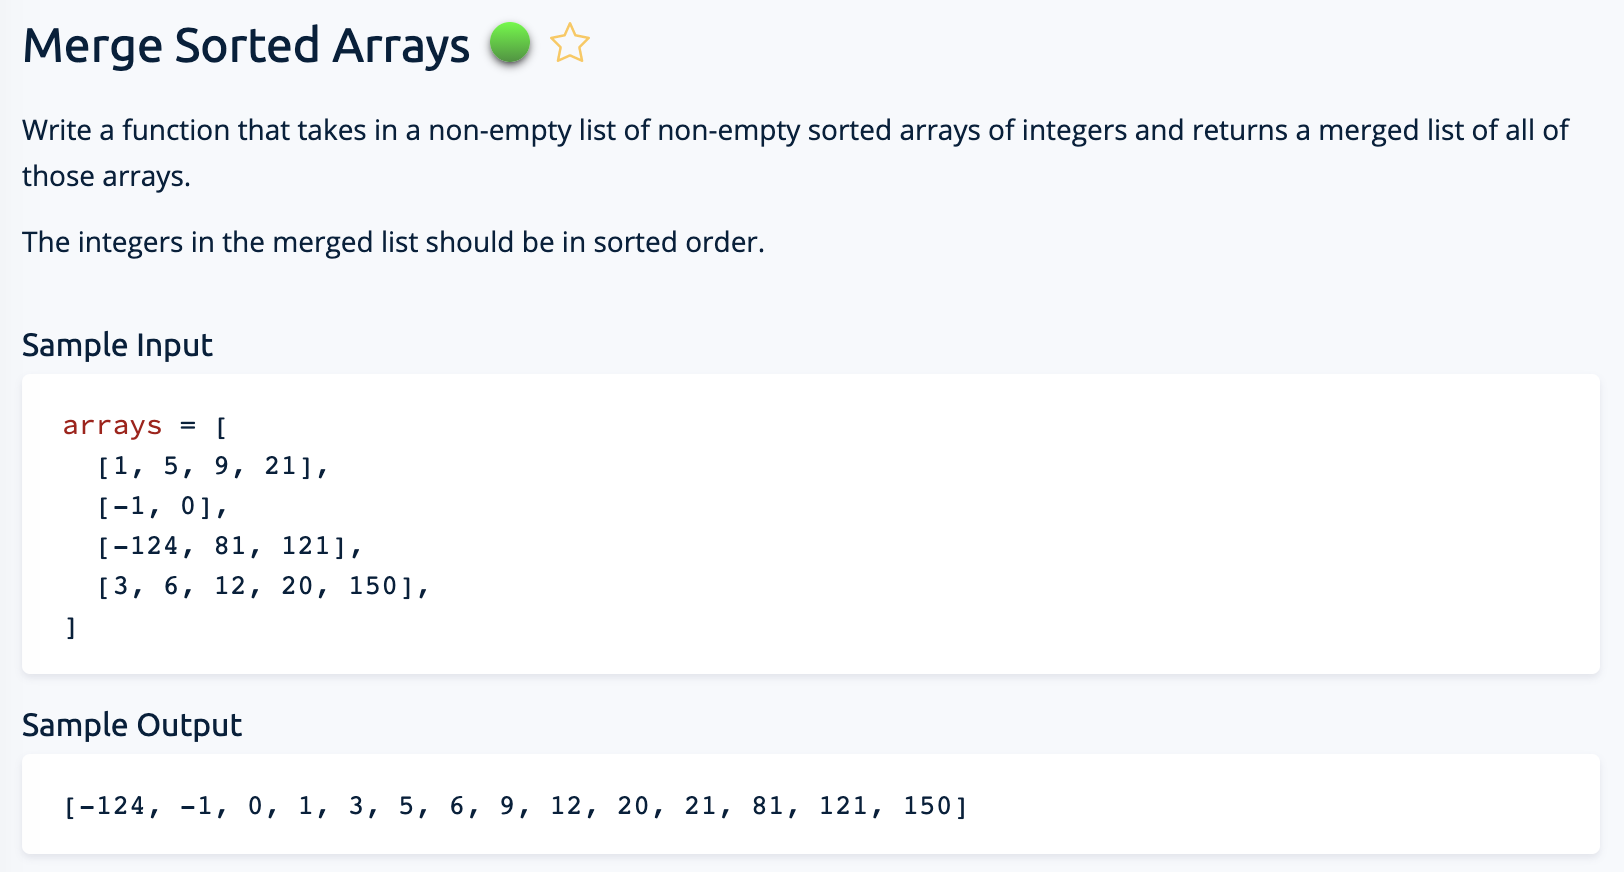 Merge Sorted Arrays
Write a function that takes in a non-empty list of non-empty sorted arrays of integers and returns a merged list of all of
those arrays.
The integers in the merged list should be in sorted order.
Sample Input
arrays = [
  [1, 5, 9, 21],
  [-1, 0],
  [-124, 81, 121],
  [3, 6, 12, 20, 150],
]
Sample Output
[-124, -1, 0, 1, 3, 5, 6, 9, 12, 20, 21, 81, 121, 150]